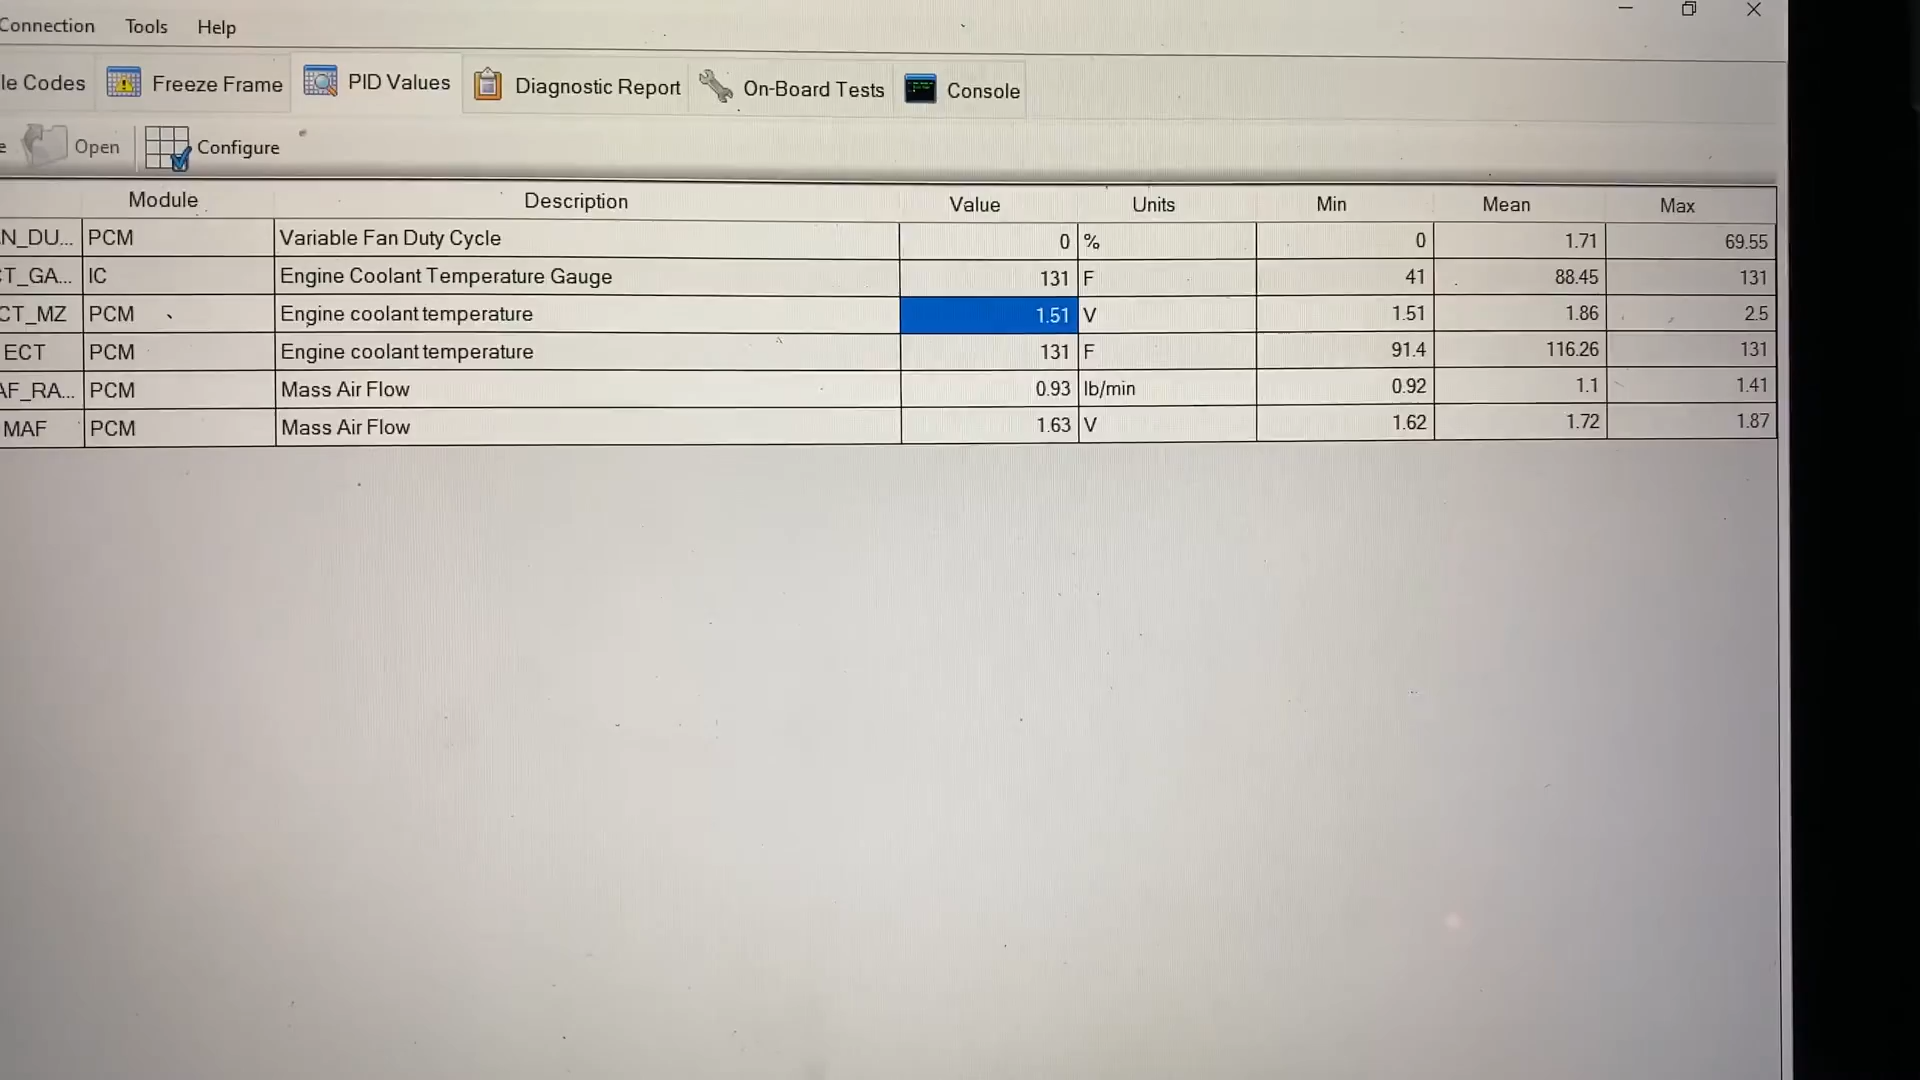 Connection Tools Help
le Codes Freeze Frame PID Values Diagnostic Report On-Board Tests Console
e Open Configure
Module Description Value Units Min Mean Max
N_DU... PCM Variable Fan Duty Cycle 0 % 0 1.71 69.55
CT_GA... IC Engine Coolant Temperature Gauge 131 F 41 88.45 131
CT_MZ PCM Engine coolant temperature 1.51 V 1.51 1.86 2.5
ECT PCM Engine coolant temperature 131 F 91.4 116.26 131
AF_RA... PCM Mass Air Flow 0.93 lb/min 0.92 1.1 1.41
MAF PCM Mass Air Flow 1.63 V 1.62 1.72 1.87